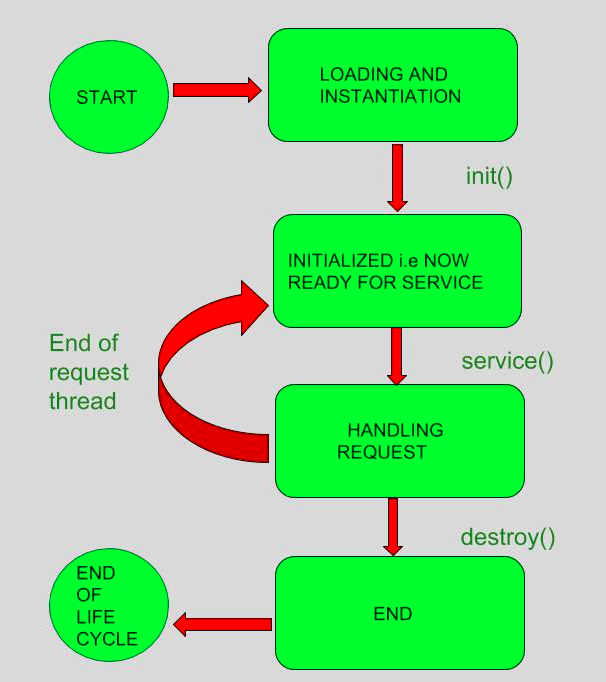 START
LOADING AND
INSTANTIATION
init()
INITIALIZED i.e NOW
READY FOR SERVICE
service()
End of
request
thread
HANDLING
REQUEST
destroy()
END
END
OF
LIFE
CYCLE